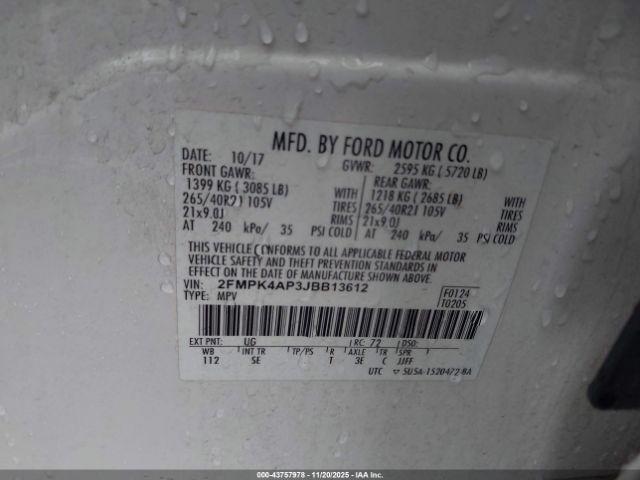 MFD. BY FORD MOTOR CO.
DATE: 10/17 GVWR: 2595 KG ( 5720 LB)
FRONT GAWR: REAR GAWR:
1399 KG ( 3085 LB) WITH 1218 KG ( 2685 LB) WITH
265/40R21 105V TIRES 265/40R21 105V TIRES
21x9.0J RIMS 21x9.0J RIMS
AT 240 kPa/ 35 PSI COLD AT 240 kPa/ 35 PSI COLD
THIS VEHICLE CONFORMS TO ALL APPLICABLE FEDERAL MOTOR
VEHICLE SAFETY AND THEFT PREVENTION STANDARDS IN
EFFECT ON THE DATE OF MANUFACTURE SHOWN ABOVE.
VIN: 2FMPK4AP3JBB13612 F0124
TYPE: MPV T0205
EXT PNT: UG RC: 72 DSO:
WB INT TR TP/PS R AXLE TR SPR
112 SE T 3E C JJFF
UTC ▽ 5U5A-1520472-BA
000-43757978 - 11/20/2025 - IAA Inc.